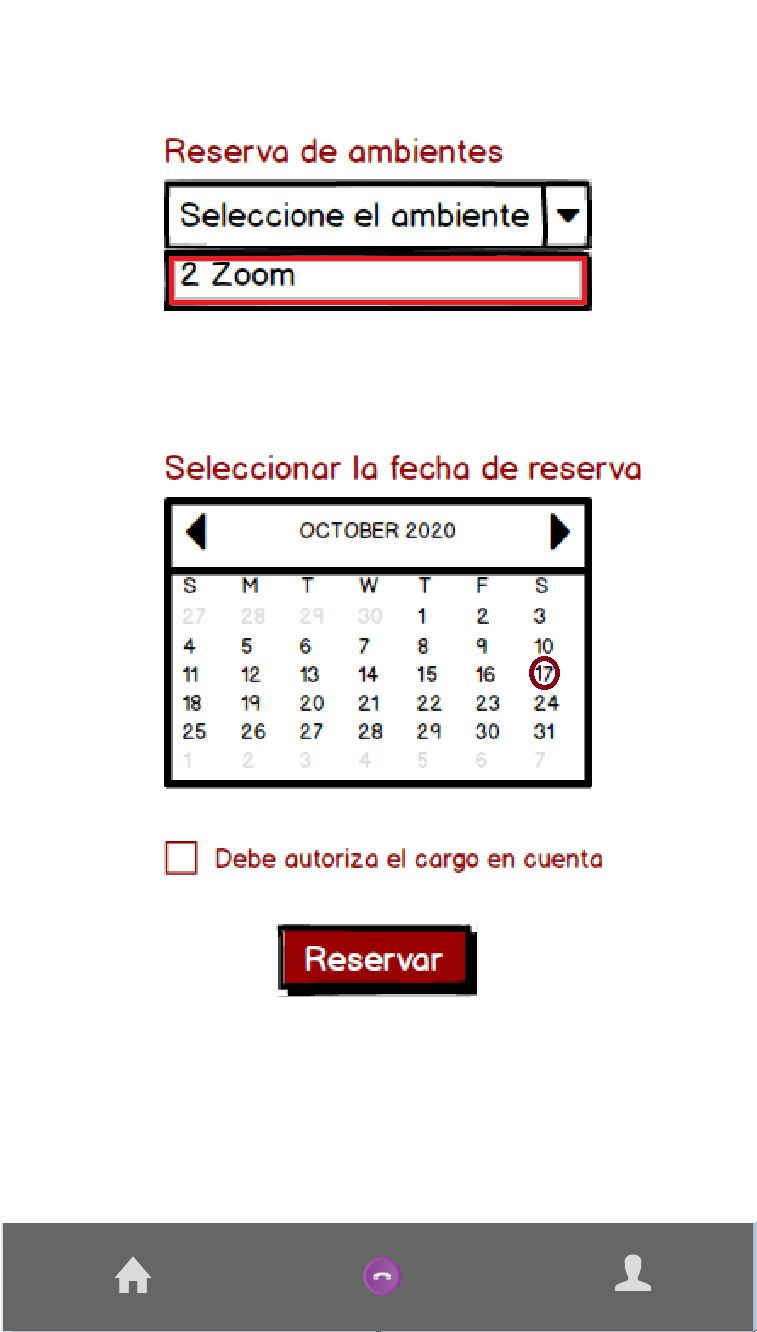 Reserva de ambientes
Seleccione el ambiente
2 Zoom
Seleccionar la fecha de reserva
OCTOBER 2020
S M T W T F S
27 28 29 30 1 2 3
4 5 6 7 8 9 10
11 12 13 14 15 16 17
18 19 20 21 22 23 24
25 26 27 28 29 30 31
1 2 3 4 5 6 7
Debe autoriza el cargo en cuenta
Reservar